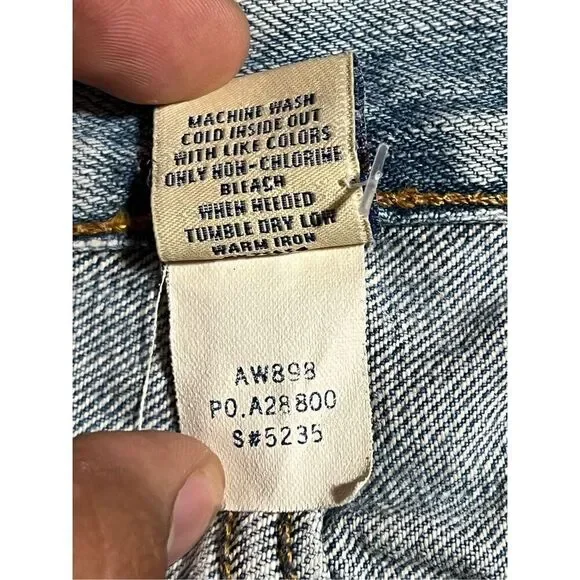 MACHINE WASH
COLD INSIDE OUT
WITH LIKE COLORS
ONLY NON-CHLORINE
BLEACH
WHEN NEEDED
TUMBLE DRY LOW
WARM IRON
AW898
PO.A28800
S#5235